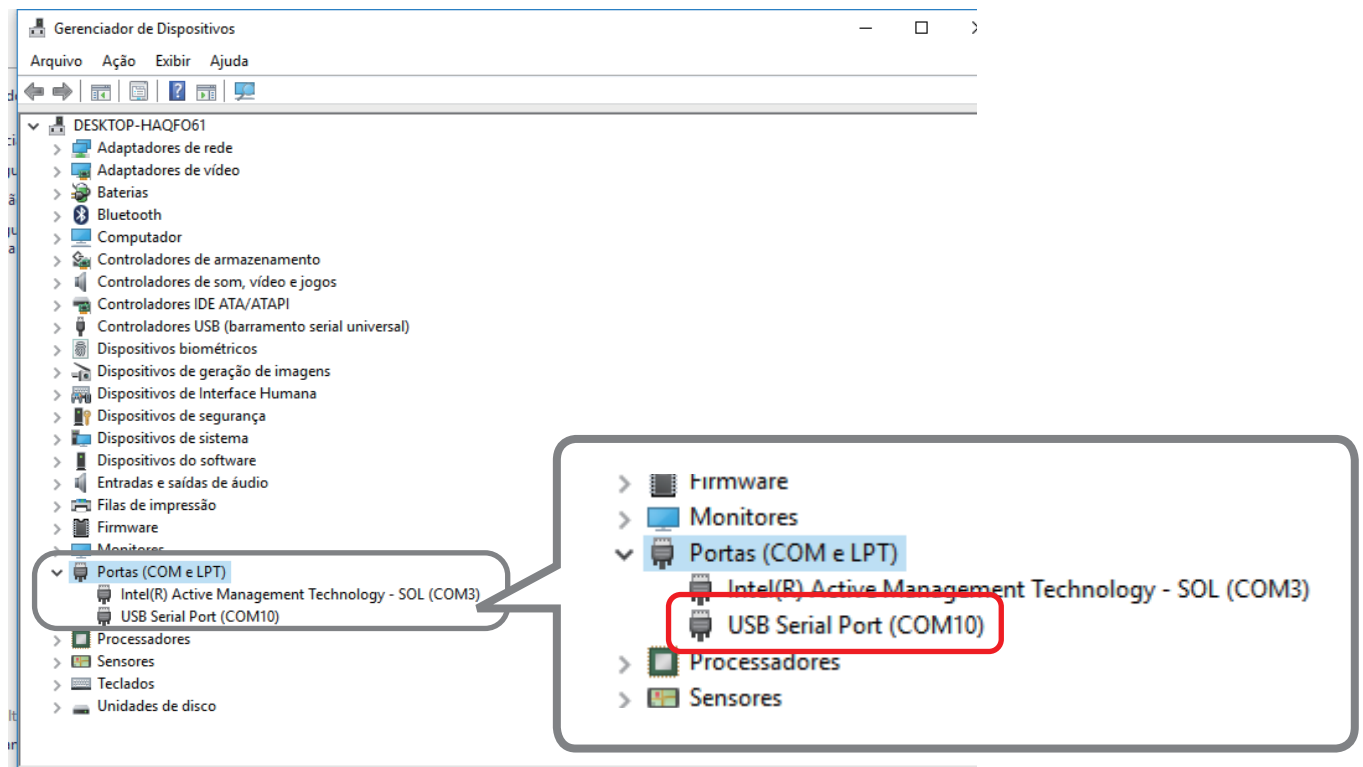 Gerenciador de Dispositivos
Arquivo Ação Exibir Ajuda
DESKTOP-HAQFO61
Adaptadores de rede
Adaptadores de vídeo
Baterias
Bluetooth
Computador
Controladores de armazenamento
Controladores de som, vídeo e jogos
Controladores IDE ATA/ATAPI
Controladores USB (barramento serial universal)
Dispositivos biométricos
Dispositivos de geração de imagens
Dispositivos de Interface Humana
Dispositivos de segurança
Dispositivos de sistema
Dispositivos do software
Entradas e saídas de áudio
Filas de impressão
Firmware
Monitores
Portas (COM e LPT)
Intel(R) Active Management Technology - SOL (COM3)
USB Serial Port (COM10)
Processadores
Sensores
Teclados
Unidades de disco
Firmware
Monitores
Portas (COM e LPT)
Intel(R) Active Management Technology - SOL (COM3)
USB Serial Port (COM10)
Processadores
Sensores